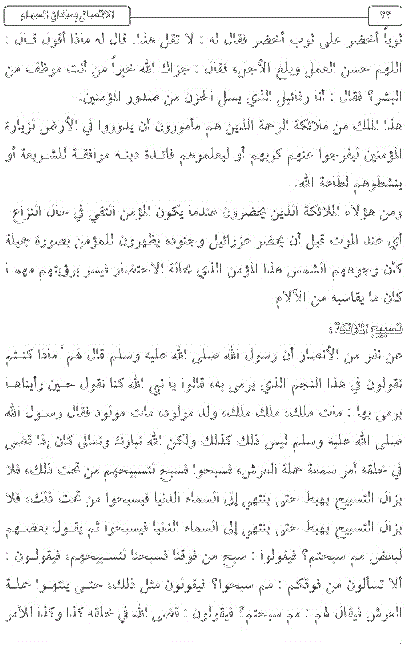 ٢٢
ثوباً أخضر على ثوب أخضر فقال له : لا تقل هذا. قال له ماذا أقول قال :
اللهم حسن العمل وبلغ الأجل، فقال : جزاك الله خيراً من أنت موظف من
البشر؟ فقال : أنا رفائيل الذي يسل الحزن من صدور المؤمنين.
هذا الملك من ملائكة الرحمة الذين هم مأمورون أن يدوروا في الأرض لزيارة
المؤمنين ليفرجوا عنهم كربهم أو ليعلموهم فائدة دينه موافقة للشريعة أو
ينشطوهم لطاعة الله.
ومن هؤلاء الملائكة الذين يحضرون عندما يكون المؤمن التقي في حال النزاع
أي عند الموت قبل أن يحضر عزرائيل وجنوده يظهرون للمؤمن بصورة جميلة
كأن وجوههم الشمس هذا المؤمن الذي بحالة الاحتضار فيسر برؤيتهم مهما
كان ما يقاسيه من الآلام
تسبيح الملائكة:
عن نفر من الأنصار أن رسول الله صلى الله عليه وسلم قال لهم ماذا كنتم
تقولون في هذا النجم الذي يرمى به، قالوا يا نبي الله كنا نقول حين رأيناها
يرمى بها : مات ملك، ملك ملك، ولد مولود، مات مولود فقال رسول الله
صلى الله عليه وسلم ليس ذلك كذلك ولكن الله تبارك وتعالى كان إذا قضى
في خلقه أمر سمعه حملة العرش، فسبحوا فسبح لتسبيحهم من تحت ذلك، فلا
يزال التسبيح يهبط حتى ينتهي إلى السماء الدنيا فيسبحوا من تحت ذلك، فلا
يزال التسبيح يهبط حتى ينتهي إلى السماء الدنيا فيسبحوا ثم يقول بعضهم
لبعض مم سبحتم؟ فيقولوا : سبح من فوقنا فسبحنا لتسبيحهم، فيقولون :
ألا تسألون من فوقكم : مم سبحوا؟ فيقولون مثل ذلك، حتى ينتهوا حملة
العرش فيقال لهم : مم سبحتم؟ فيقولون : قضى الله في خلقه كذا وكذا للأمر